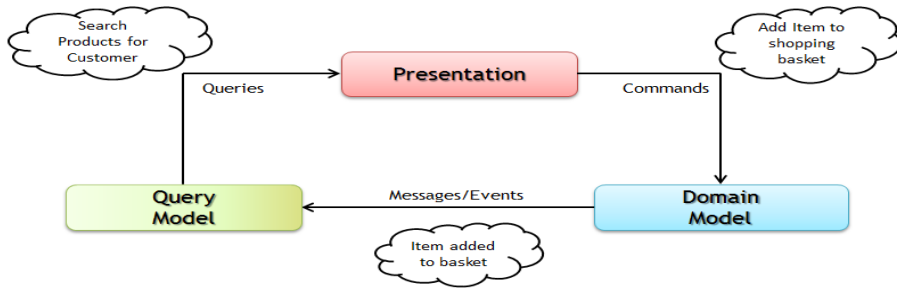 Search
Products for
Customer
Add Item to
shopping
basket
Presentation
Queries
Commands
Query
Model
Messages/Events
Domain
Model
Item added
to basket